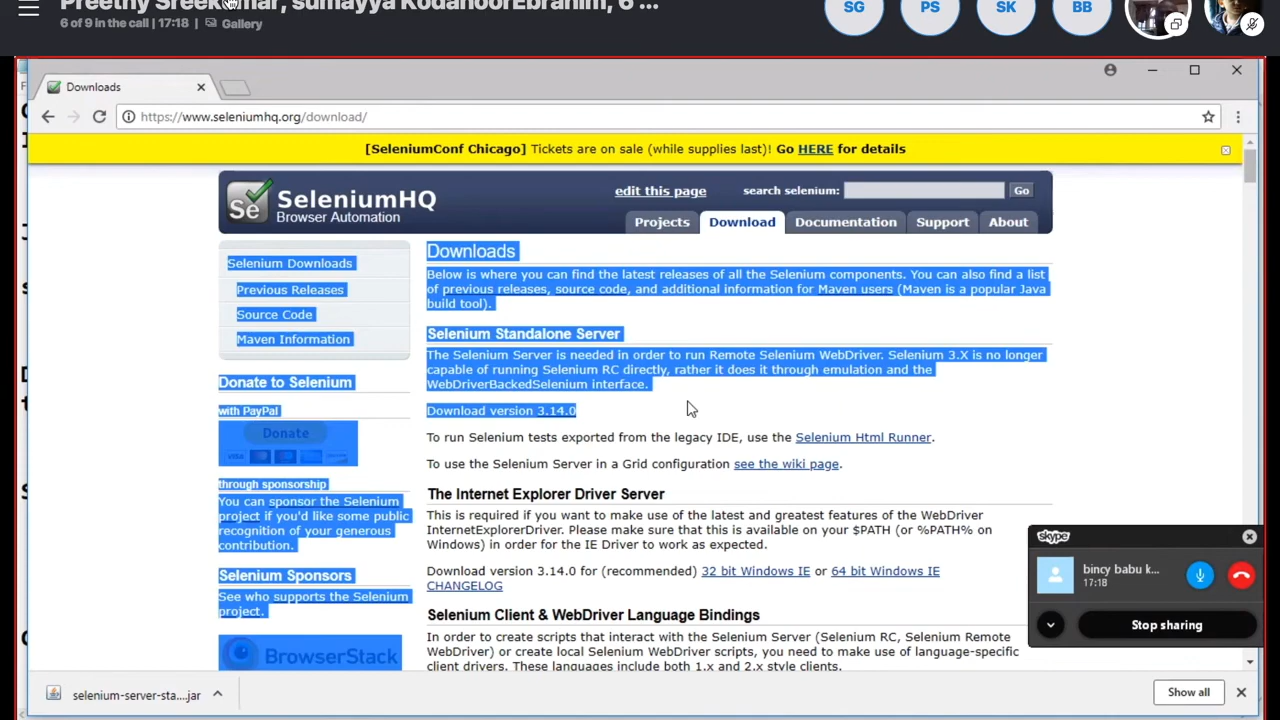 Preethy Sreekumar, sumayya KodanoorEbrahim, 6 ...
6 of 9 in the call | 17:18 | Gallery
SG
PS
SK
BB
Downloads
https://www.seleniumhq.org/download/
[SeleniumConf Chicago] Tickets are on sale (while supplies last)! Go HERE for details
SeleniumHQ
Browser Automation
Se
edit this page
search selenium:
Go
Projects
Download
Documentation
Support
About
Selenium Downloads
Previous Releases
Source Code
Maven Information
Donate to Selenium
with PayPal
Donate
VISA
through sponsorship
You can sponsor the Selenium
project if you'd like some public
recognition of your generous
contribution.
Selenium Sponsors
See who supports the Selenium
project.
BrowserStack
Downloads
Below is where you can find the latest releases of all the Selenium components. You can also find a list
of previous releases, source code, and additional information for Maven users (Maven is a popular Java
build tool).
Selenium Standalone Server
The Selenium Server is needed in order to run Remote Selenium WebDriver. Selenium 3.X is no longer
capable of running Selenium RC directly, rather it does it through emulation and the
WebDriverBackedSelenium interface.
Download version 3.14.0
To run Selenium tests exported from the legacy IDE, use the Selenium Html Runner.
To use the Selenium Server in a Grid configuration see the wiki page.
The Internet Explorer Driver Server
This is required if you want to make use of the latest and greatest features of the WebDriver
InternetExplorerDriver. Please make sure that this is available on your $PATH (or %PATH% on
Windows) in order for the IE Driver to work as expected.
Download version 3.14.0 for (recommended) 32 bit Windows IE or 64 bit Windows IE
CHANGELOG
Selenium Client & WebDriver Language Bindings
In order to create scripts that interact with the Selenium Server (Selenium RC, Selenium Remote
WebDriver) or create local Selenium WebDriver scripts, you need to make use of language-specific
client drivers. These languages include both 1.x and 2.x style clients.
skype
bincy babu k...
17:18
Stop sharing
selenium-server-sta....jar
Show all